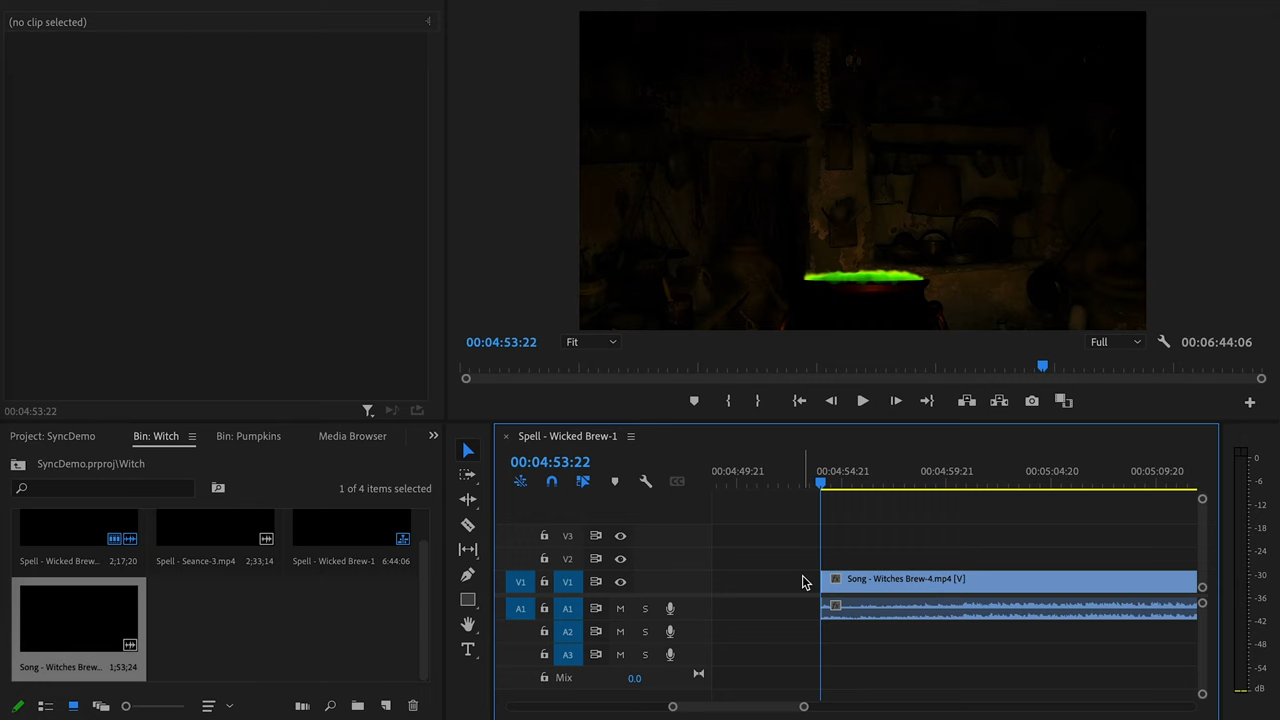 (no clip selected)
00:04:53:22
Fit
Full
00:06:44:06
00:04:53:22
Project: SyncDemo
Bin: Witch
Bin: Pumpkins
Media Browser
SyncDemo.prproj\Witch
1 of 4 items selected
Spell - Wicked Brew...
2;17;20
Spell - Seance-3.mp4
2;33;14
Spell - Wicked Brew-1
6:44:06
Song - Witches Brew...
1;53;24
× Spell - Wicked Brew-1
00:04:53:22
00:04:49:21
00:04:54:21
00:04:59:21
00:05:04:20
00:05:09:20
V3
V2
V1 V1
Song - Witches Brew-4.mp4 [V]
A1 A1 M S
A2 M S
A3 M S
Mix 0.0
0
-6
-12
-18
-24
-30
-36
-42
-48
-54
dB